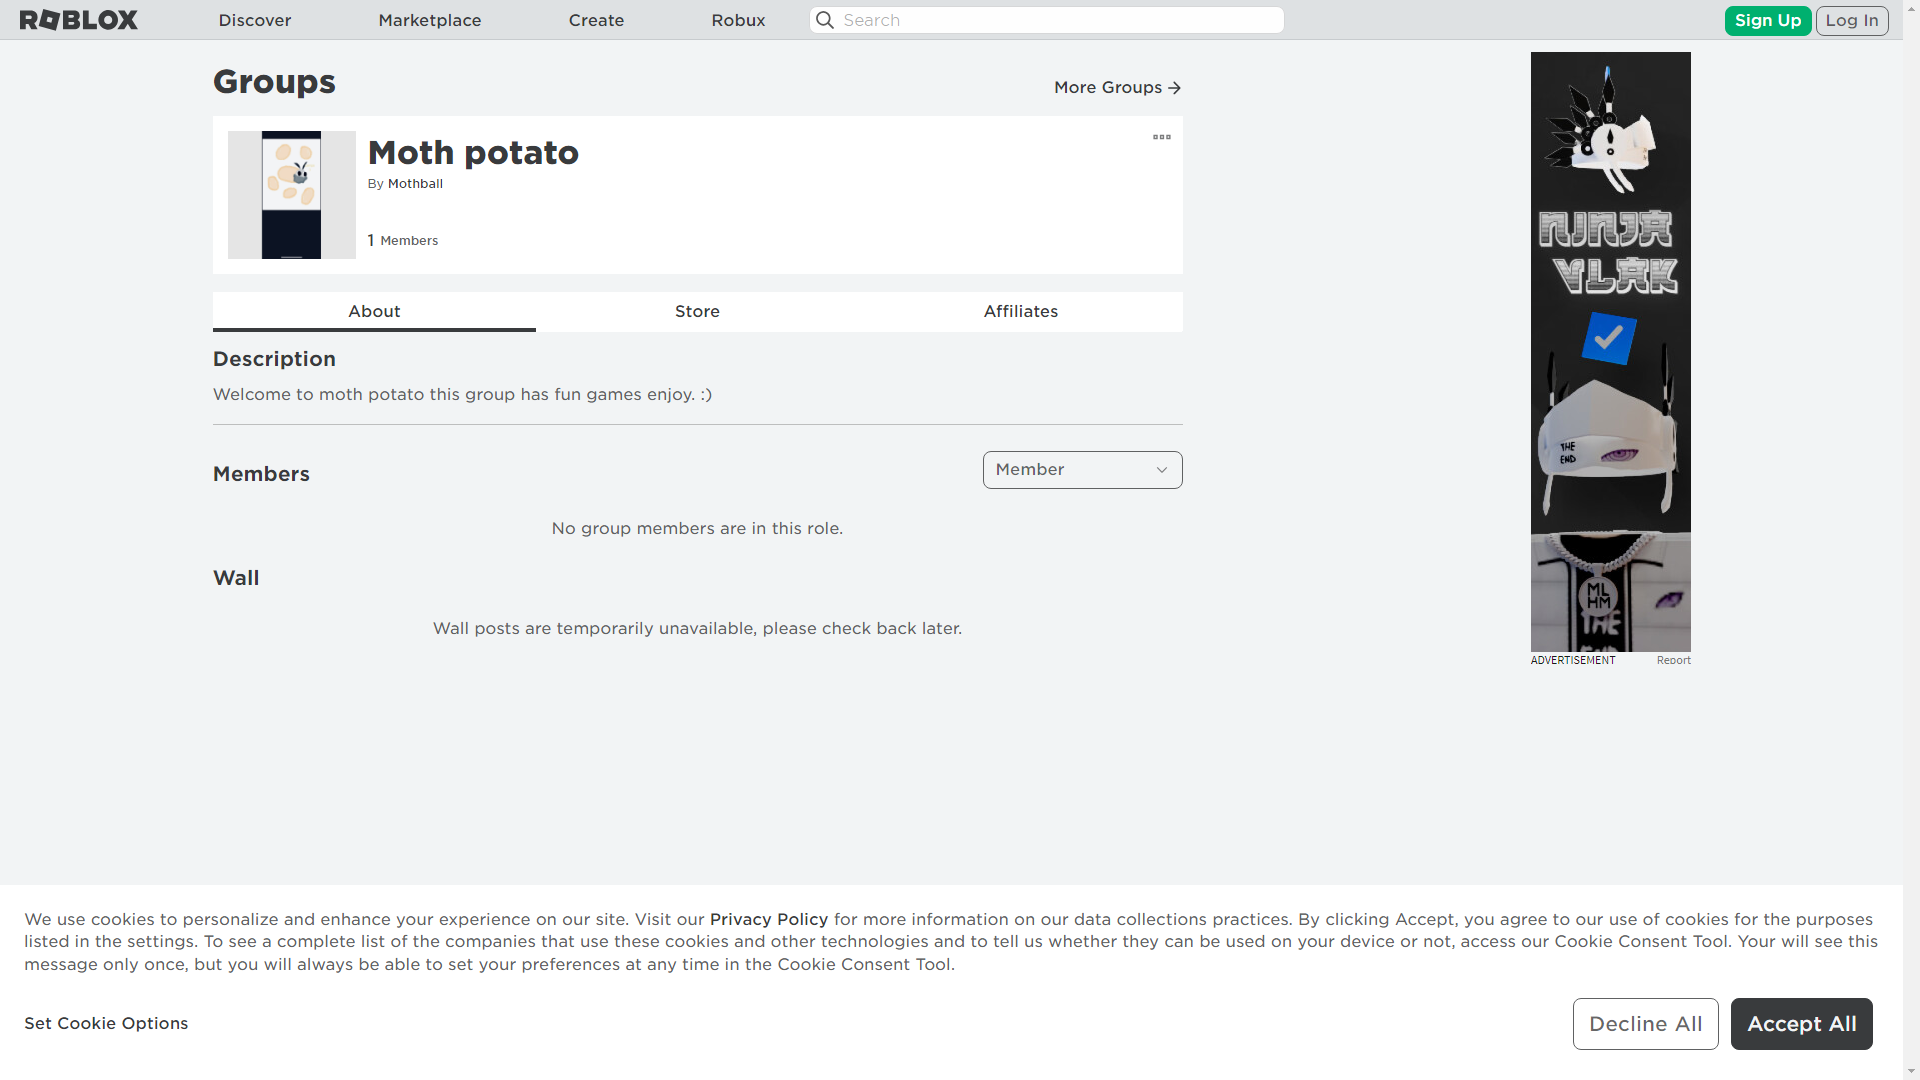 ROBLOX
Discover
Marketplace
Create
Robux
Search
Sign Up
Log In
Groups
More Groups
Moth potato
By Mothball
1 Members
About
Store
Affiliates
Description
Welcome to moth potato this group has fun games enjoy. :)
Members
Member
No group members are in this role.
Wall
Wall posts are temporarily unavailable, please check back later.
NINJA
VLAK
THE
END
ML
HM
THE
ADVERTISEMENT
Report
We use cookies to personalize and enhance your experience on our site. Visit our Privacy Policy for more information on our data collections practices. By clicking Accept, you agree to our use of cookies for the purposes
listed in the settings. To see a complete list of the companies that use these cookies and other technologies and to tell us whether they can be used on your device or not, access our Cookie Consent Tool. Your will see this
message only once, but you will always be able to set your preferences at any time in the Cookie Consent Tool.
Set Cookie Options
Decline All
Accept All